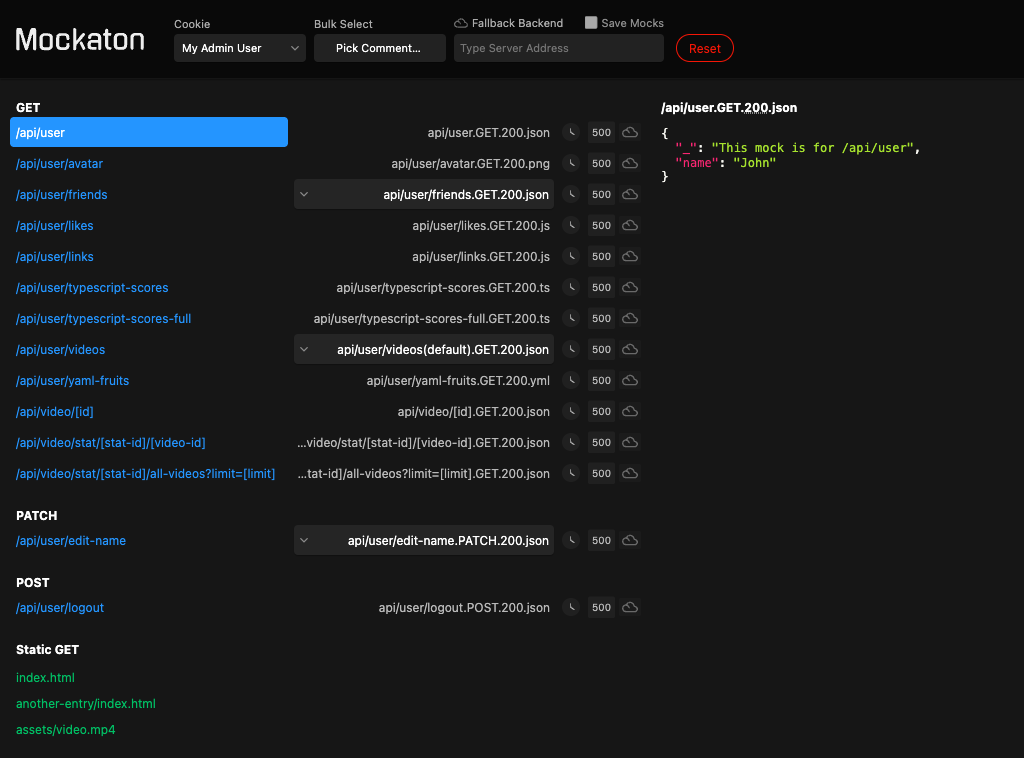 Mockaton
Cookie
My Admin User
Bulk Select
Pick Comment...
Fallback Backend
Save Mocks
Type Server Address
Reset
GET
/api/user api/user.GET.200.json 500
/api/user/avatar api/user/avatar.GET.200.png 500
/api/user/friends api/user/friends.GET.200.json 500
/api/user/likes api/user/likes.GET.200.js 500
/api/user/links api/user/links.GET.200.js 500
/api/user/typescript-scores api/user/typescript-scores.GET.200.ts 500
/api/user/typescript-scores-full api/user/typescript-scores-full.GET.200.ts 500
/api/user/videos api/user/videos(default).GET.200.json 500
/api/user/yaml-fruits api/user/yaml-fruits.GET.200.yml 500
/api/video/[id] api/video/[id].GET.200.json 500
/api/video/stat/[stat-id]/[video-id] ...video/stat/[stat-id]/[video-id].GET.200.json 500
/api/video/stat/[stat-id]/all-videos?limit=[limit] ...tat-id]/all-videos?limit=[limit].GET.200.json 500
PATCH
/api/user/edit-name api/user/edit-name.PATCH.200.json 500
POST
/api/user/logout api/user/logout.POST.200.json 500
Static GET
index.html
another-entry/index.html
assets/video.mp4
/api/user.GET.200.json
{
"_": "This mock is for /api/user",
"name": "John"
}